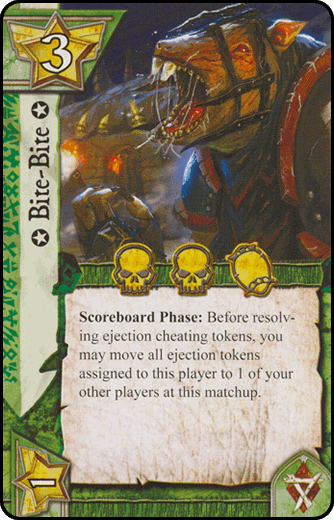 3
✪ Bite-Bite ✪
Scoreboard Phase: Before resolv-
ing ejection cheating tokens, you
may move all ejection tokens
assigned to this player to 1 of your
other players at this matchup.
1